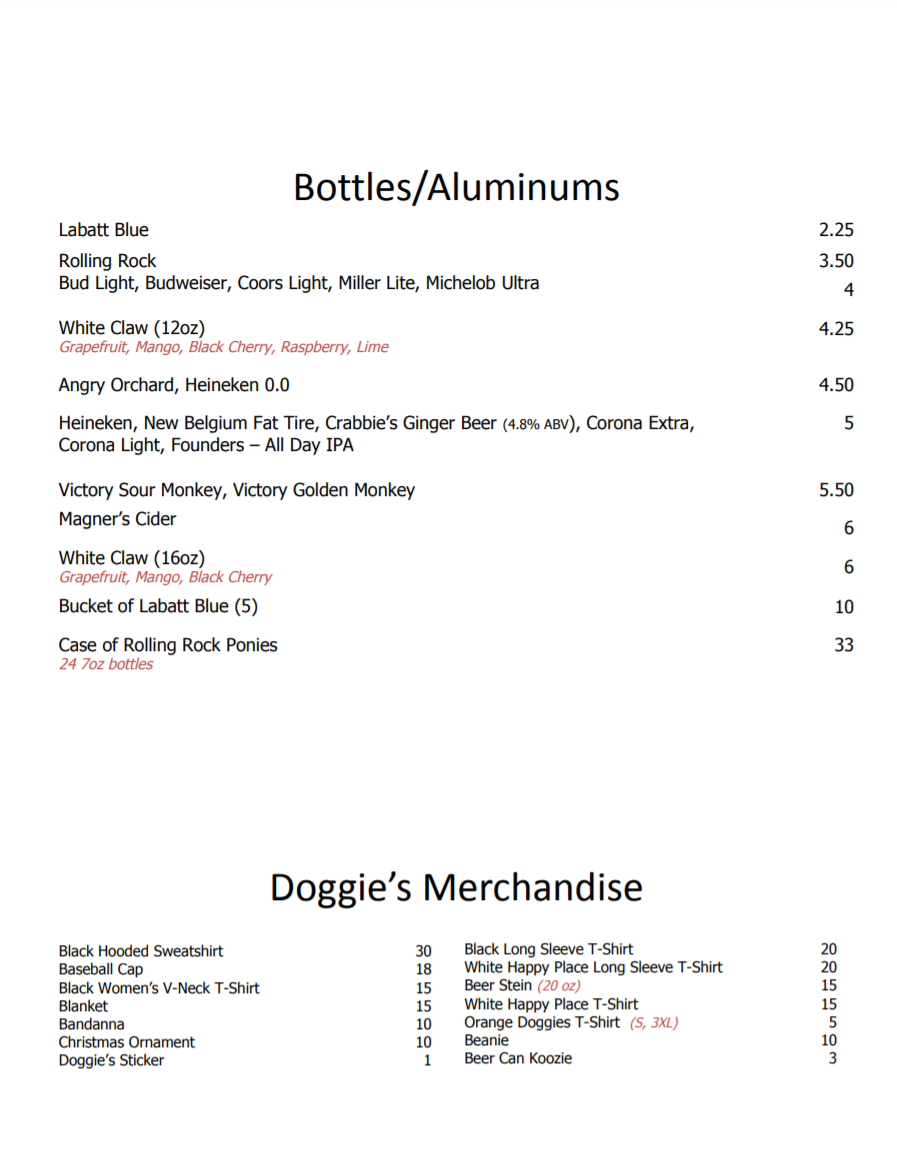 Bottles/Aluminums
Labatt Blue 2.25
Rolling Rock 3.50
Bud Light, Budweiser, Coors Light, Miller Lite, Michelob Ultra 4
White Claw (12oz) 4.25
Grapefruit, Mango, Black Cherry, Raspberry, Lime
Angry Orchard, Heineken 0.0 4.50
Heineken, New Belgium Fat Tire, Crabbie’s Ginger Beer (4.8% ABV), Corona Extra, 5
Corona Light, Founders – All Day IPA
Victory Sour Monkey, Victory Golden Monkey 5.50
Magner’s Cider 6
White Claw (16oz) 6
Grapefruit, Mango, Black Cherry
Bucket of Labatt Blue (5) 10
Case of Rolling Rock Ponies 33
24 7oz bottles
Doggie’s Merchandise
Black Hooded Sweatshirt 30
Baseball Cap 18
Black Women’s V-Neck T-Shirt 15
Blanket 15
Bandanna 10
Christmas Ornament 10
Doggie’s Sticker 1
Black Long Sleeve T-Shirt 20
White Happy Place Long Sleeve T-Shirt 20
Beer Stein (20 oz) 15
White Happy Place T-Shirt 15
Orange Doggies T-Shirt (S, 3XL) 5
Beanie 10
Beer Can Koozie 3